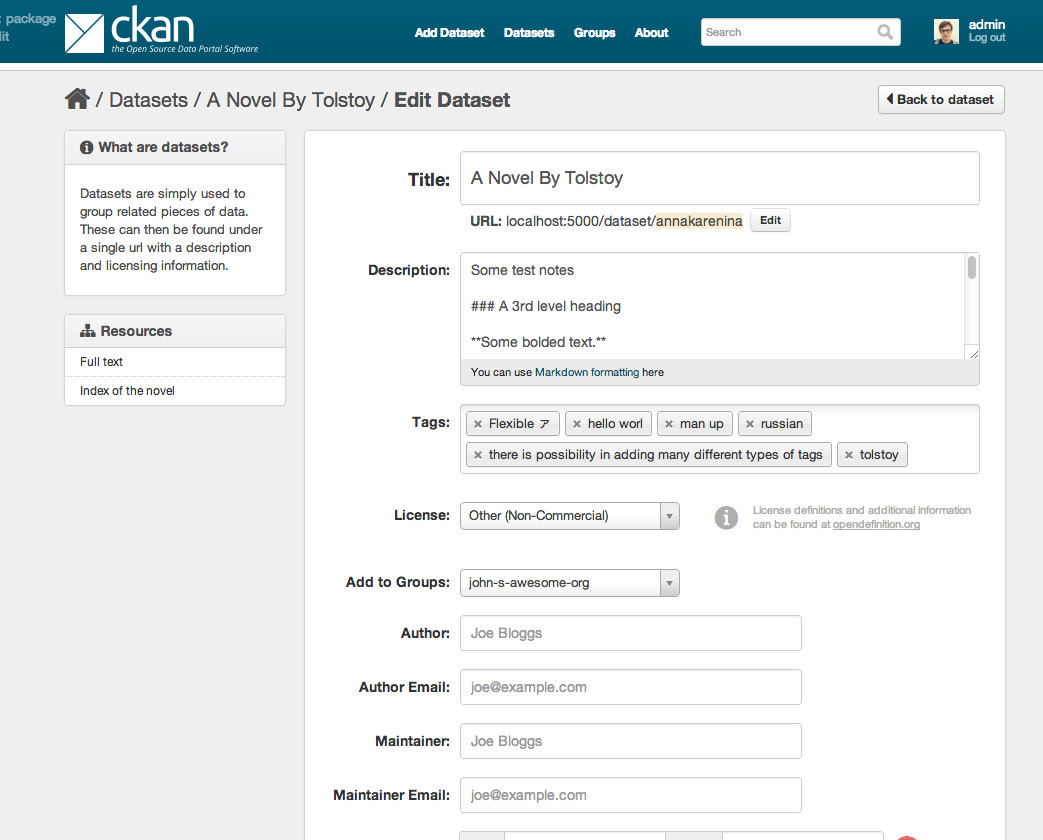 : package
lit
ckan
the Open Source Data Portal Software
Add Dataset Datasets Groups About
Search
admin
Log out
/ Datasets / A Novel By Tolstoy / Edit Dataset
Back to dataset
What are datasets?
Datasets are simply used to
group related pieces of data.
These can then be found under
a single url with a description
and licensing information.
Resources
Full text
Index of the novel
Title: A Novel By Tolstoy
URL: localhost:5000/dataset/annakarenina Edit
Description: Some test notes
### A 3rd level heading
**Some bolded text.**
You can use Markdown formatting here
Tags: × Flexible ア × hello worl × man up × russian
× there is possibility in adding many different types of tags × tolstoy
License: Other (Non-Commercial)
License definitions and additional information
can be found at opendefinition.org
Add to Groups: john-s-awesome-org
Author: Joe Bloggs
Author Email: joe@example.com
Maintainer: Joe Bloggs
Maintainer Email: joe@example.com